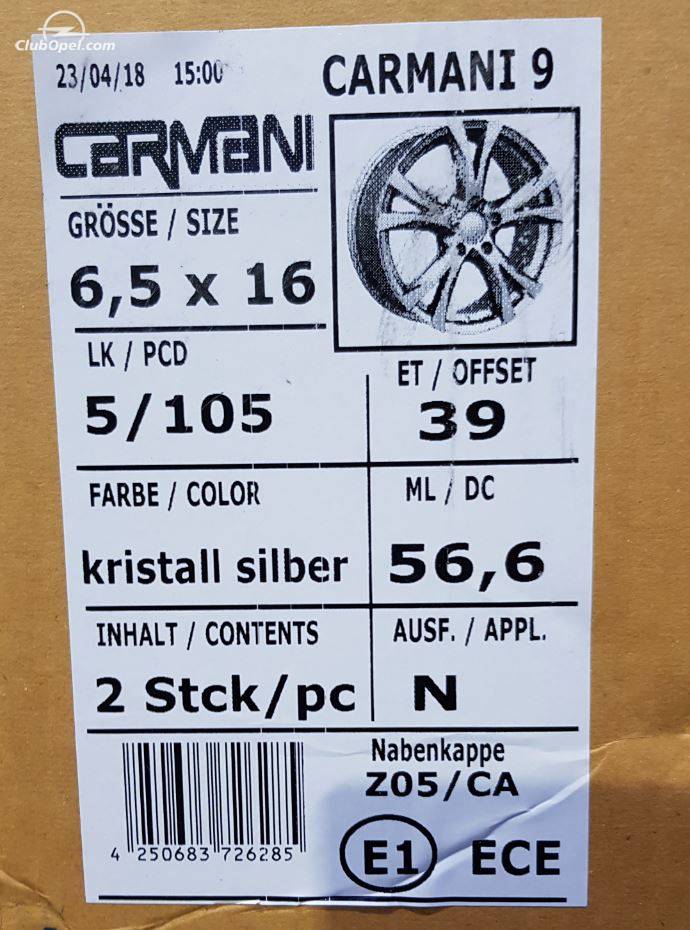 ClubOpel.com
23/04/18 15:00
CARMANI 9
CARMANI
GRÖSSE / SIZE
6,5 x 16
LK / PCD
5/105
ET / OFFSET
39
FARBE / COLOR
kristall silber
ML / DC
56,6
INHALT / CONTENTS
2 Stck/pc
AUSF. / APPL.
N
Nabenkappe
Z05/CA
4 250683 726285
E1 ECE